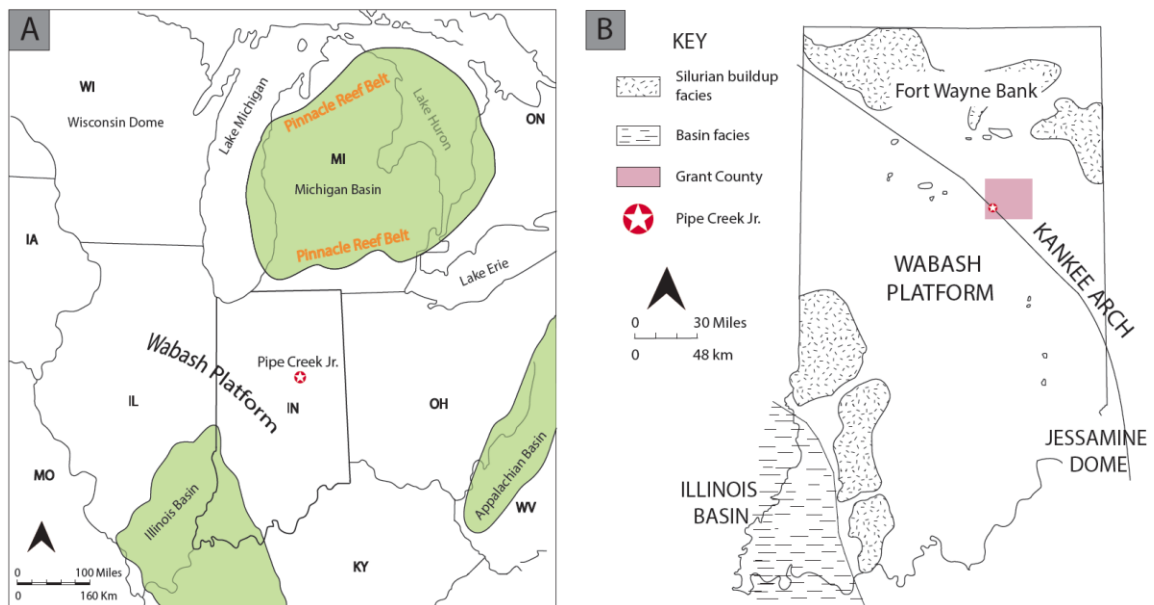 A
WI
Wisconsin Dome
Lake Michigan
Pinnacle Reef Belt
Lake Huron
ON
MI
Michigan Basin
IA
Pinnacle Reef Belt
Lake Erie
Wabash Platform
Pipe Creek Jr.
IL
IN
OH
MO
Illinois Basin
Appalachian Basin
WV
KY
0 100 Miles
0 160 Km
B
KEY
Silurian buildup
facies
Basin facies
Grant County
Pipe Creek Jr.
0 30 Miles
0 48 km
Fort Wayne Bank
KANKEE ARCH
WABASH
PLATFORM
JESSAMINE
DOME
ILLINOIS
BASIN